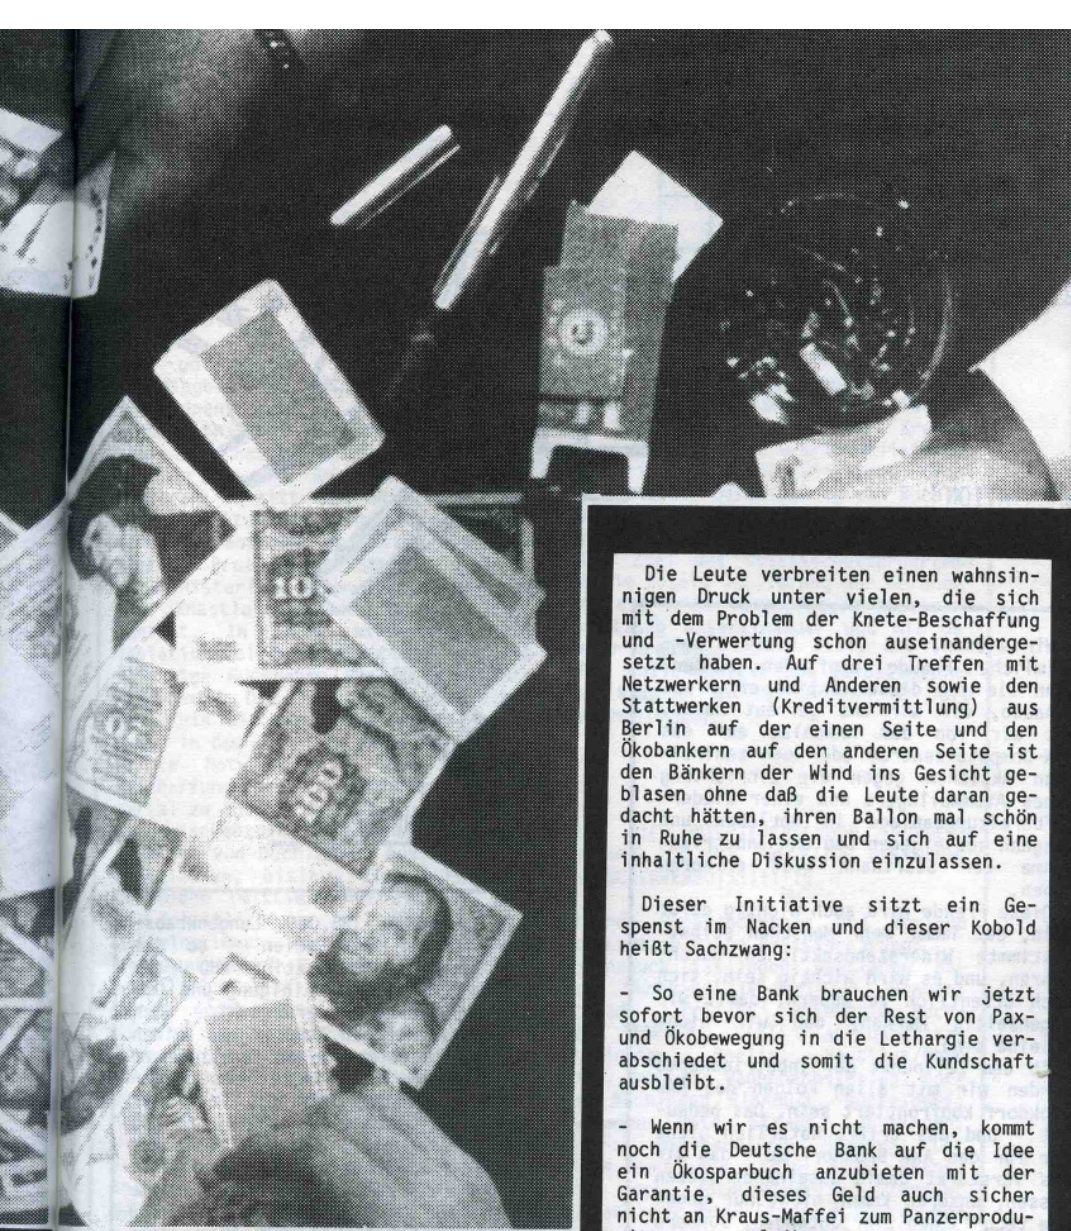 10
100
Die Leute verbreiten einen wahnsin-
nigen Druck unter vielen, die sich
mit dem Problem der Knete-Beschaffung
und -Verwertung schon auseinanderge-
setzt haben. Auf drei Treffen mit
Netzwerkern und Anderen sowie den
Stattwerken (Kreditvermittlung) aus
Berlin auf der einen Seite und den
Ökobankern auf der anderen Seite ist
den Bänkern der Wind ins Gesicht ge-
blasen ohne daß die Leute daran ge-
dacht hätten, ihren Ballon mal schön
in Ruhe zu lassen und sich auf eine
inhaltliche Diskussion einzulassen.
Dieser Initiative sitzt ein Ge-
spenst im Nacken und dieser Kobold
heißt Sachzwang:
- So eine Bank brauchen wir jetzt
sofort bevor sich der Rest von Pax-
und Ökobewegung in die Lethargie ver-
abschiedet und somit die Kundschaft
ausbleibt.
- Wenn wir es nicht machen, kommt
noch die Deutsche Bank auf die Idee
ein Ökosparbuch anzubieten mit der
Garantie, dieses Geld auch sicher
nicht an Kraus-Maffei zum Panzerprodu-